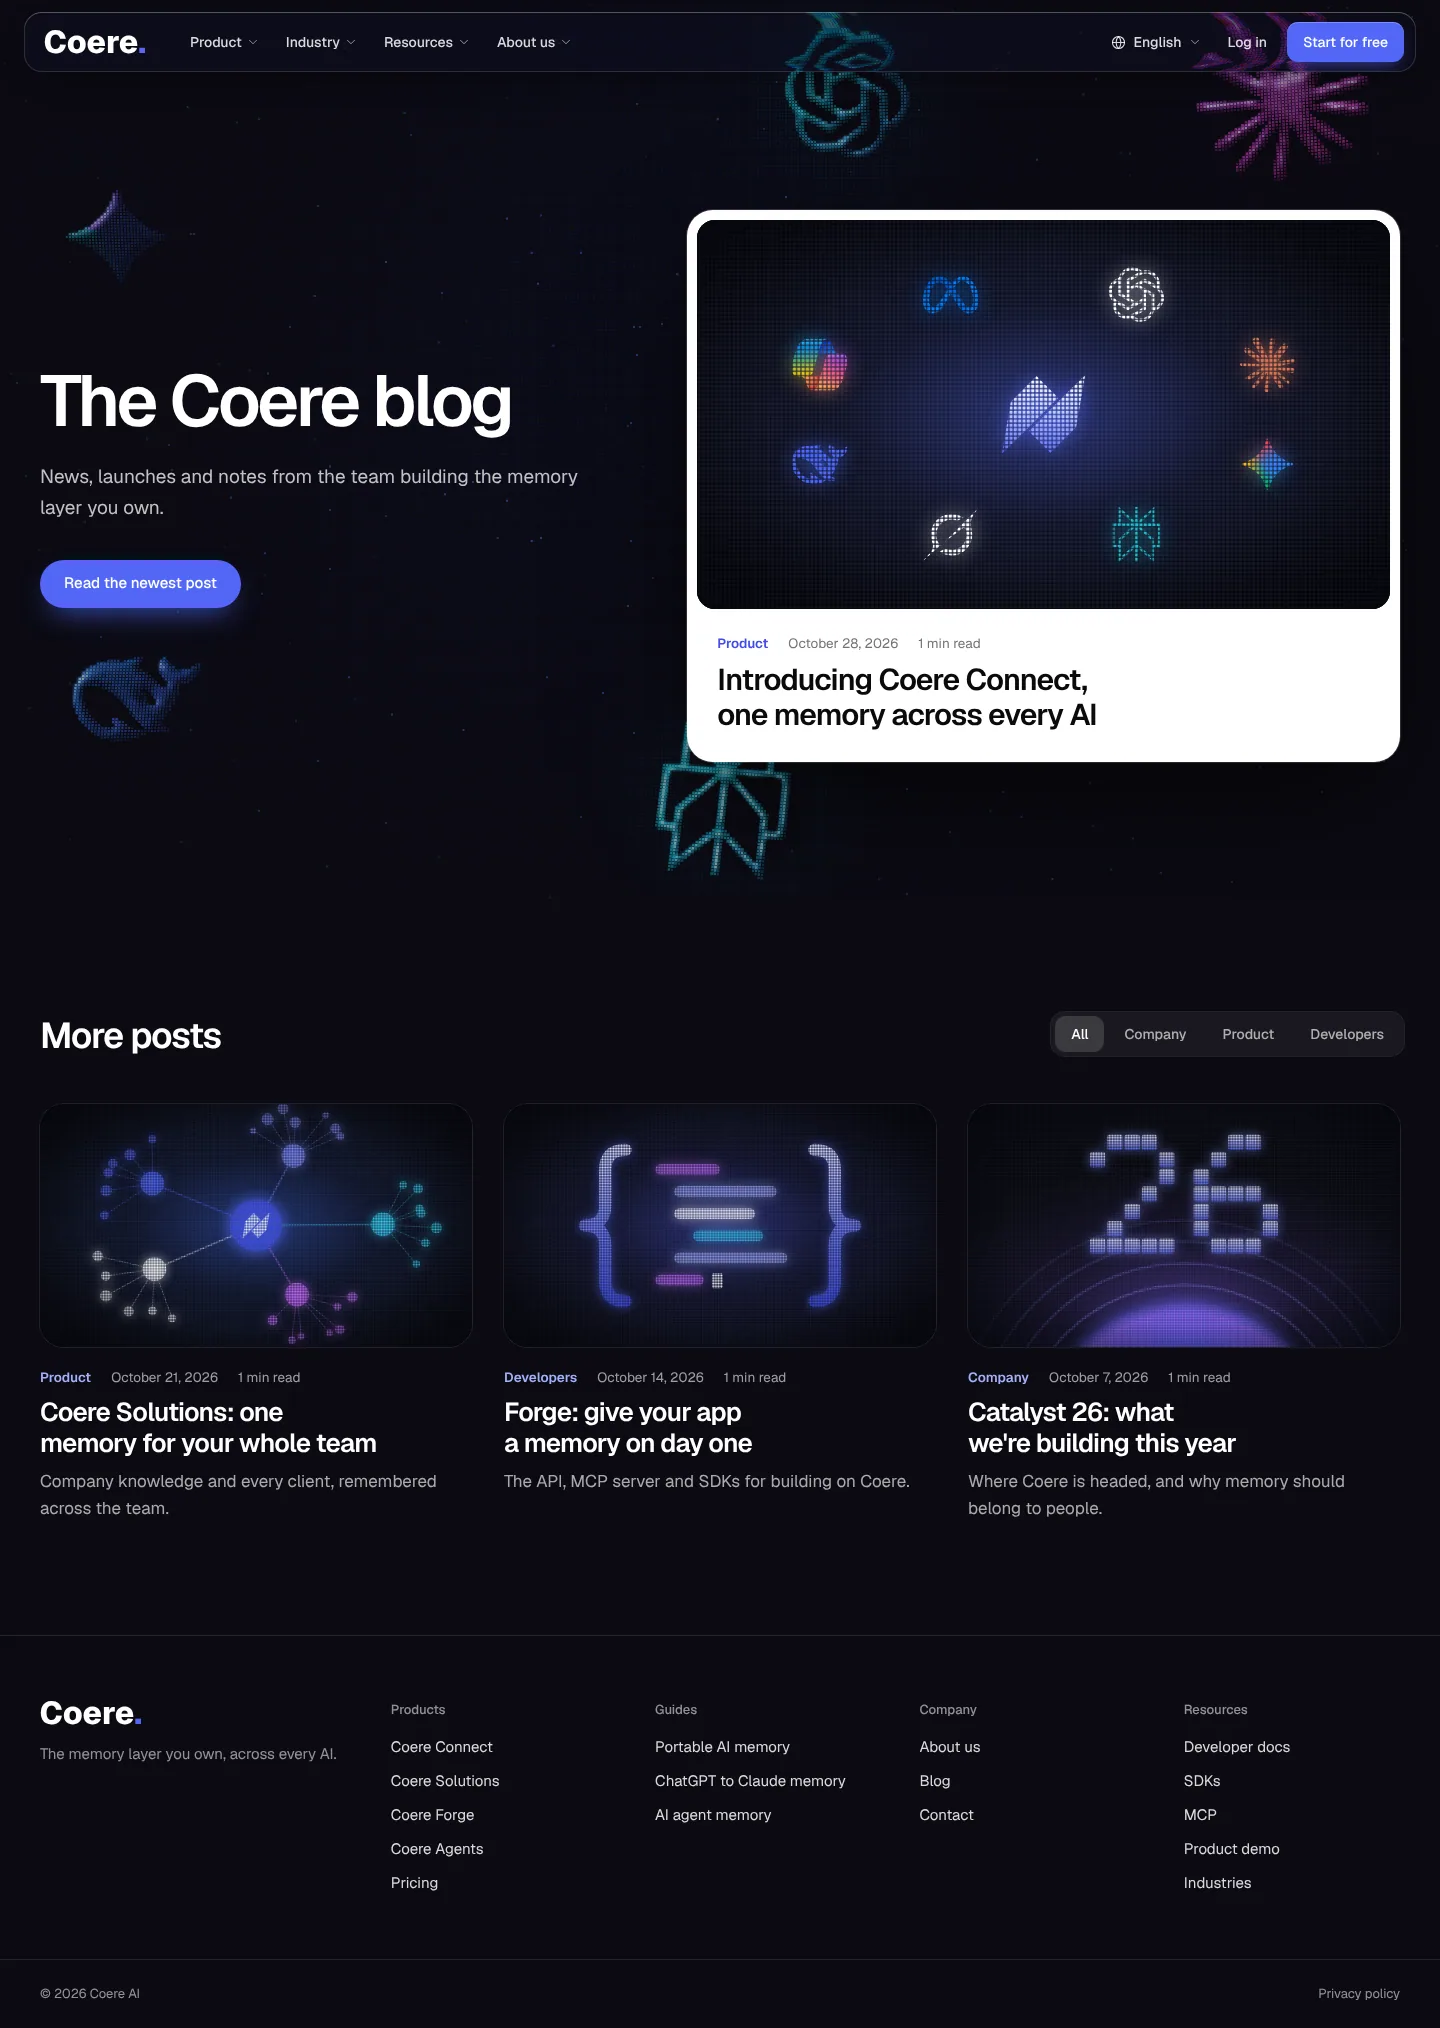 Coere.
Product
Industry
Resources
About us
English
Log in
Start for free
The Coere blog
News, launches and notes from the team building the memory
layer you own.
Read the newest post
Product October 28, 2026 1 min read
Introducing Coere Connect,
one memory across every AI
More posts
All
Company
Product
Developers
26
Product October 21, 2026 1 min read
Coere Solutions: one
memory for your whole team
Company knowledge and every client, remembered
across the team.
Developers October 14, 2026 1 min read
Forge: give your app
a memory on day one
The API, MCP server and SDKs for building on Coere.
Company October 7, 2026 1 min read
Catalyst 26: what
we're building this year
Where Coere is headed, and why memory should
belong to people.
Coere.
The memory layer you own, across every AI.
Products
Coere Connect
Coere Solutions
Coere Forge
Coere Agents
Pricing
Guides
Portable AI memory
ChatGPT to Claude memory
AI agent memory
Company
About us
Blog
Contact
Resources
Developer docs
SDKs
MCP
Product demo
Industries
© 2026 Coere AI
Privacy policy